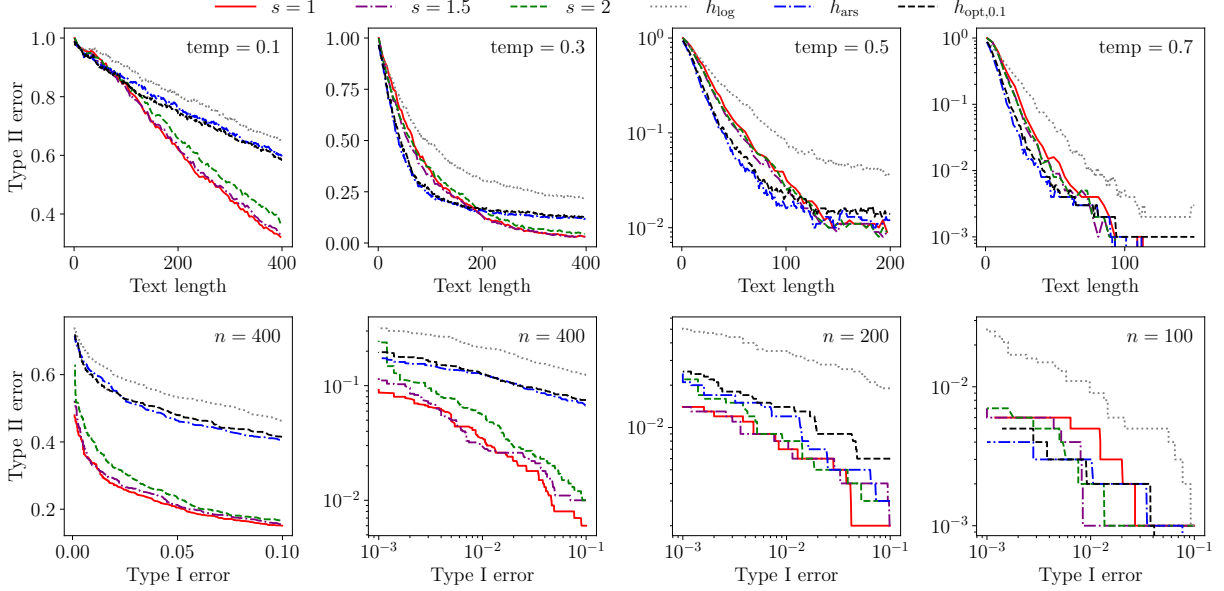 s = 1 s = 1.5 s = 2 h_log h_ars h_opt,0.1
Type II error
1.0
0.8
0.6
0.4
temp = 0.1
0 200 400
Text length
1.00
0.75
0.50
0.25
0.00
temp = 0.3
0 200 400
Text length
10^0
10^−1
10^−2
temp = 0.5
0 100 200
Text length
10^0
10^−1
10^−2
10^−3
temp = 0.7
0 100
Text length
Type II error
0.6
0.4
0.2
n = 400
0.00 0.05 0.10
Type I error
10^−1
10^−2
n = 400
10^−3 10^−2 10^−1
Type I error
10^−2
n = 200
10^−3 10^−2 10^−1
Type I error
10^−2
10^−3
n = 100
10^−3 10^−2 10^−1
Type I error